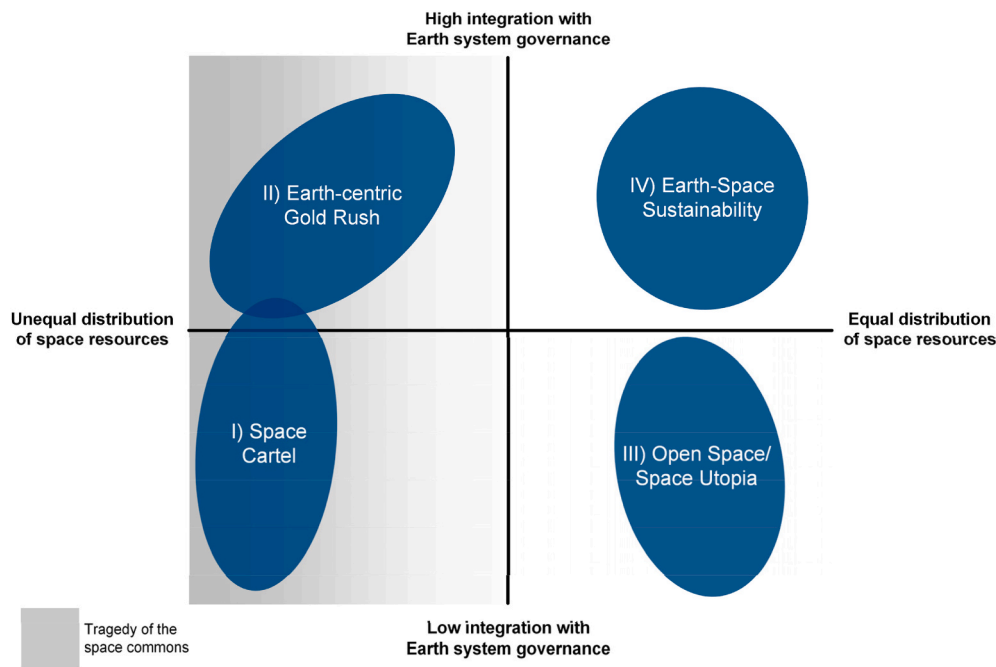 High integration with
Earth system governance
II) Earth-centric
Gold Rush
IV) Earth-Space
Sustainability
Unequal distribution
of space resources
Equal distribution
of space resources
I) Space
Cartel
III) Open Space/
Space Utopia
Tragedy of the
space commons
Low integration with
Earth system governance